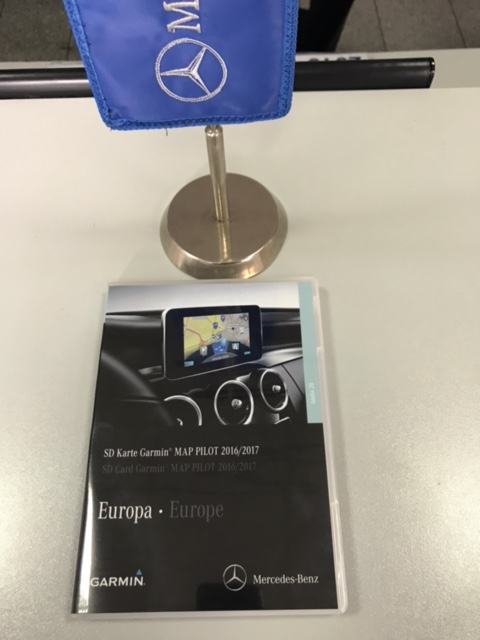 M
SD Karte Garmin® MAP PILOT 2016/2017
SD Card Garmin® MAP PILOT 2016/2017
Europa · Europe
GARMIN
Mercedes-Benz